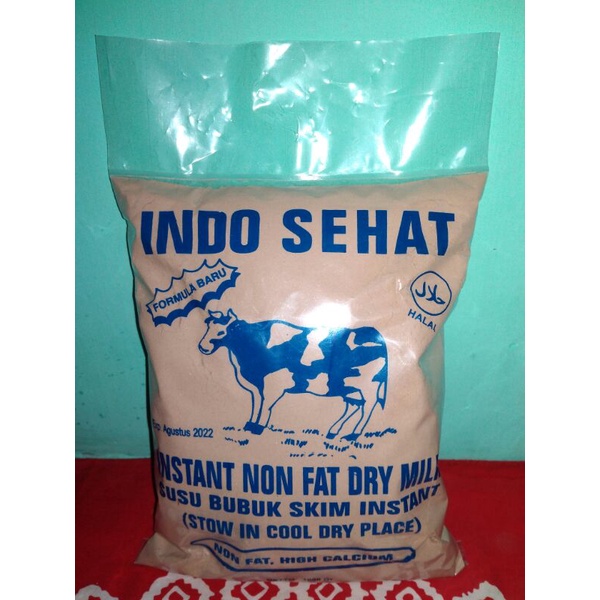 INDO SEHAT
FORMULA BARU
حلال
HALAL
Agustus 2022
INSTANT NON FAT DRY MILK
SUSU BUBUK SKIM INSTANT
(STOW IN COOL DRY PLACE)
NON FAT, HIGH CALCIUM